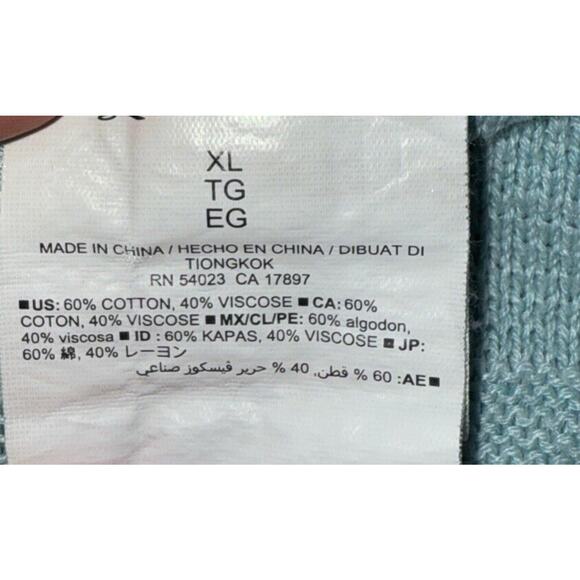 XL
TG
EG
MADE IN CHINA / HECHO EN CHINA / DIBUAT DI
TIONGKOK
RN 54023 CA 17897
■US: 60% COTTON, 40% VISCOSE ■ CA: 60%
COTON, 40% VISCOSE ■ MX/CL/PE: 60% algodon,
40% viscosa ■ ID : 60% KAPAS, 40% VISCOSE ■ JP:
60% 綿, 40% レーヨン
■AE: 60 % قطن, 40 % حرير ڤيسكوز صناعي